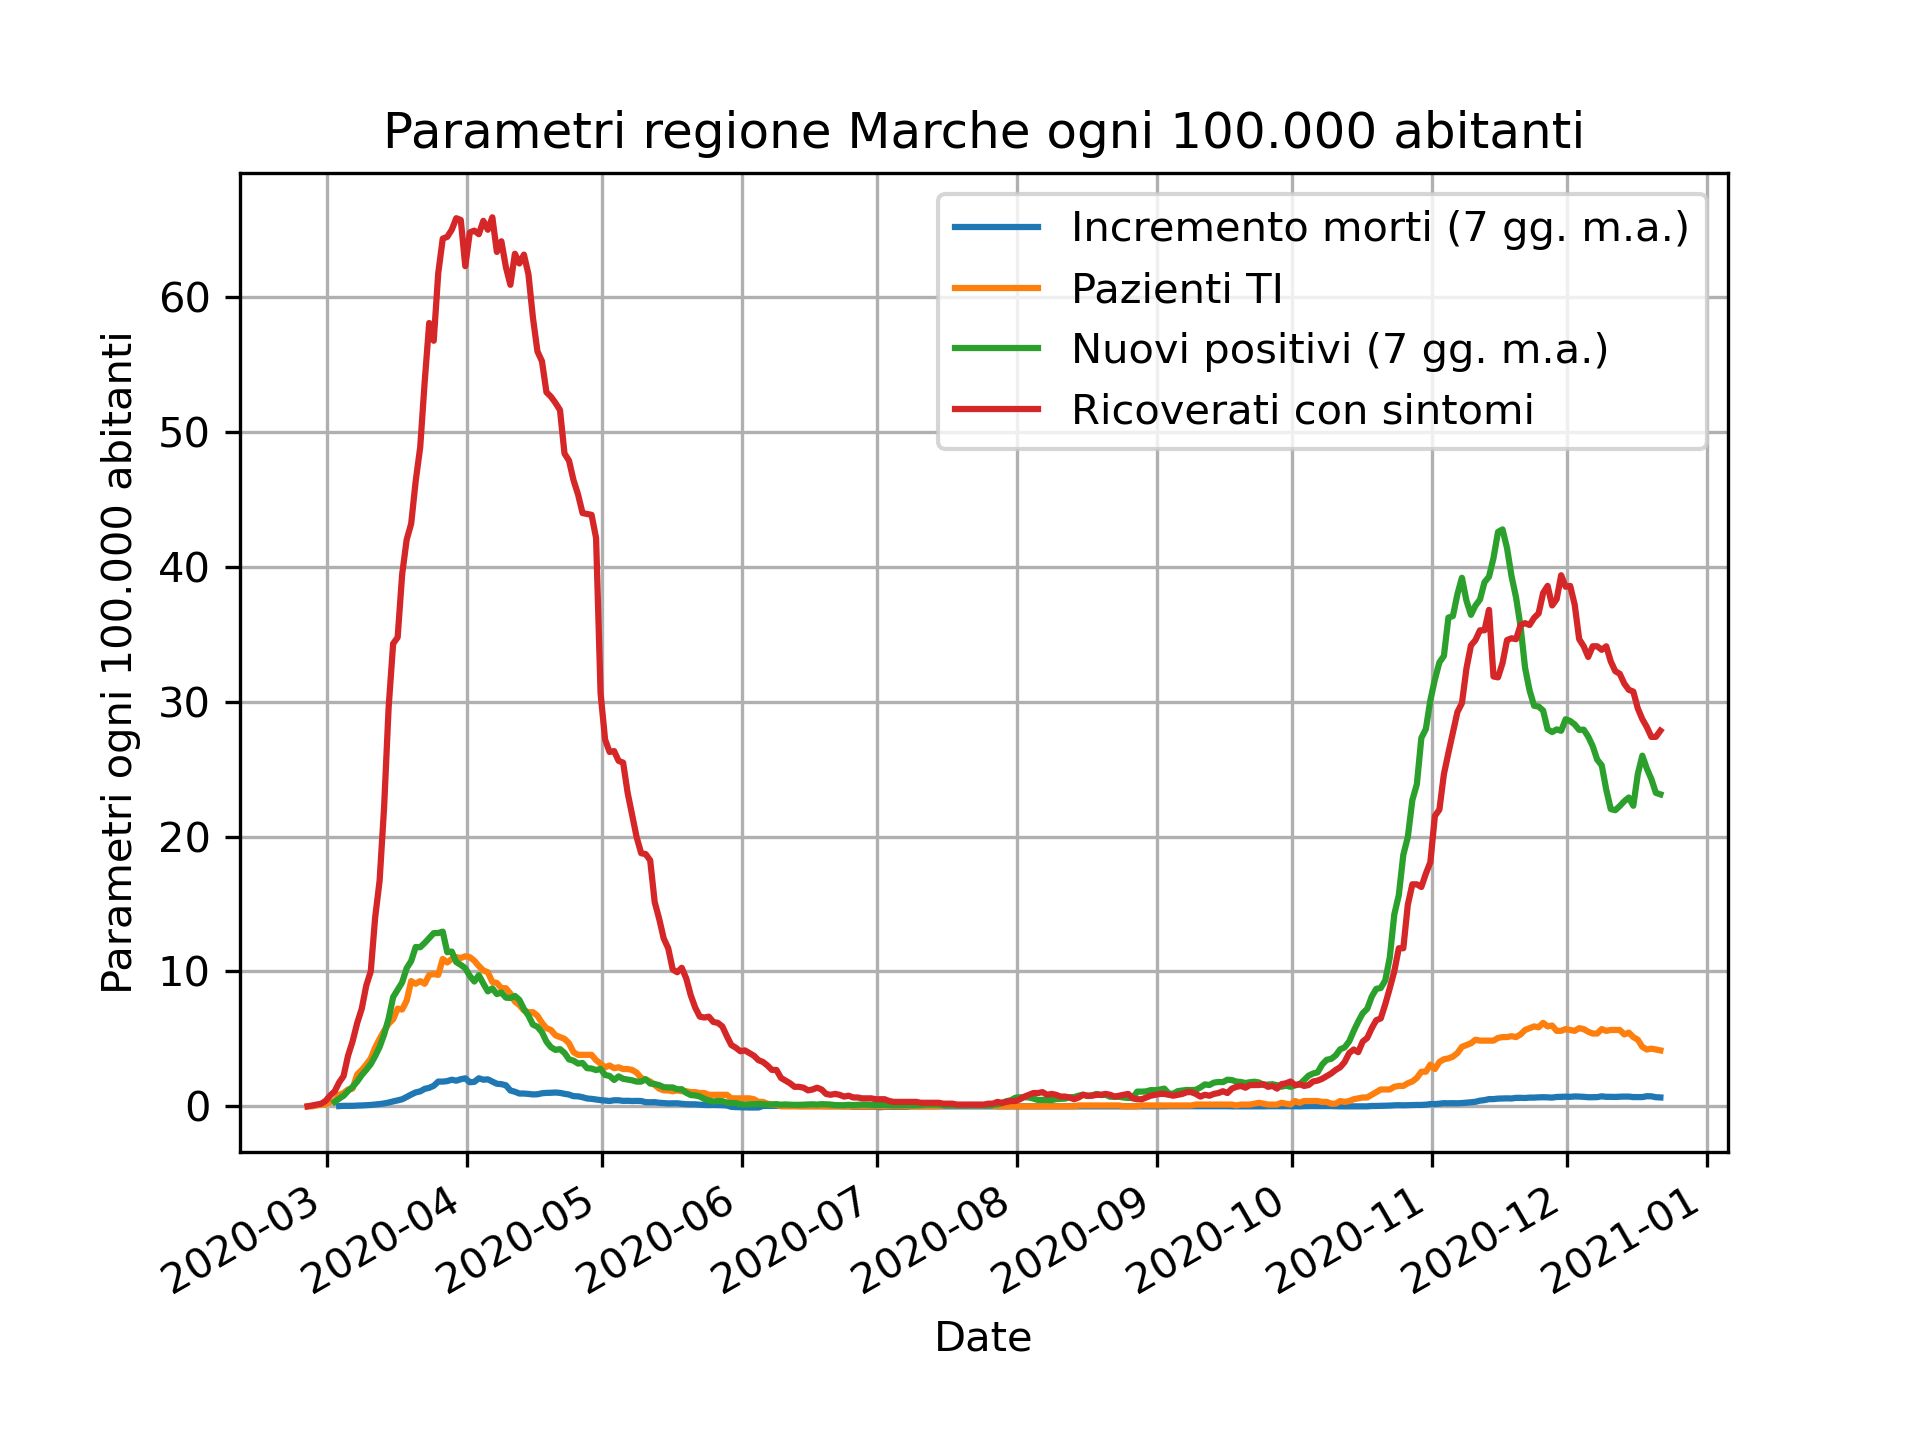 Parametri regione Marche ogni 100.000 abitanti
Incremento morti (7 gg. m.a.)
Pazienti TI
Nuovi positivi (7 gg. m.a.)
Ricoverati con sintomi
Parametri ogni 100.000 abitanti
60
50
40
30
20
10
0
2020-03
2020-04
2020-05
2020-06
2020-07
2020-08
2020-09
2020-10
2020-11
2020-12
2021-01
Date